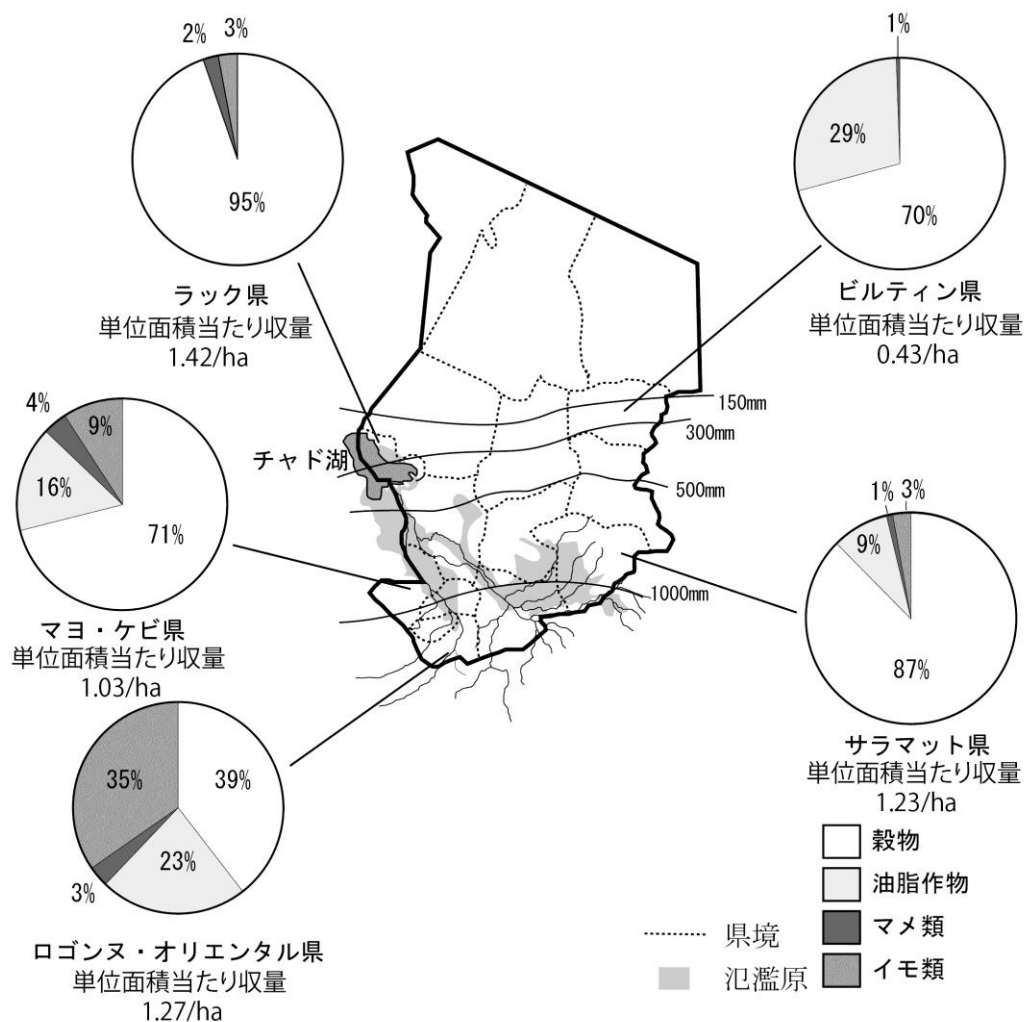 2%
3%
95%
ラック県
単位面積当たり収量
1.42/ha
1%
29%
70%
ビルティン県
単位面積当たり収量
0.43/ha
150mm
300mm
500mm
1000mm
チャド湖
4%
9%
16%
71%
マヨ・ケビ県
単位面積当たり収量
1.03/ha
1%
3%
9%
87%
サラマット県
単位面積当たり収量
1.23/ha
35%
39%
23%
3%
ロゴンヌ・オリエンタル県
単位面積当たり収量
1.27/ha
県境
氾濫原
穀物
油脂作物
マメ類
イモ類